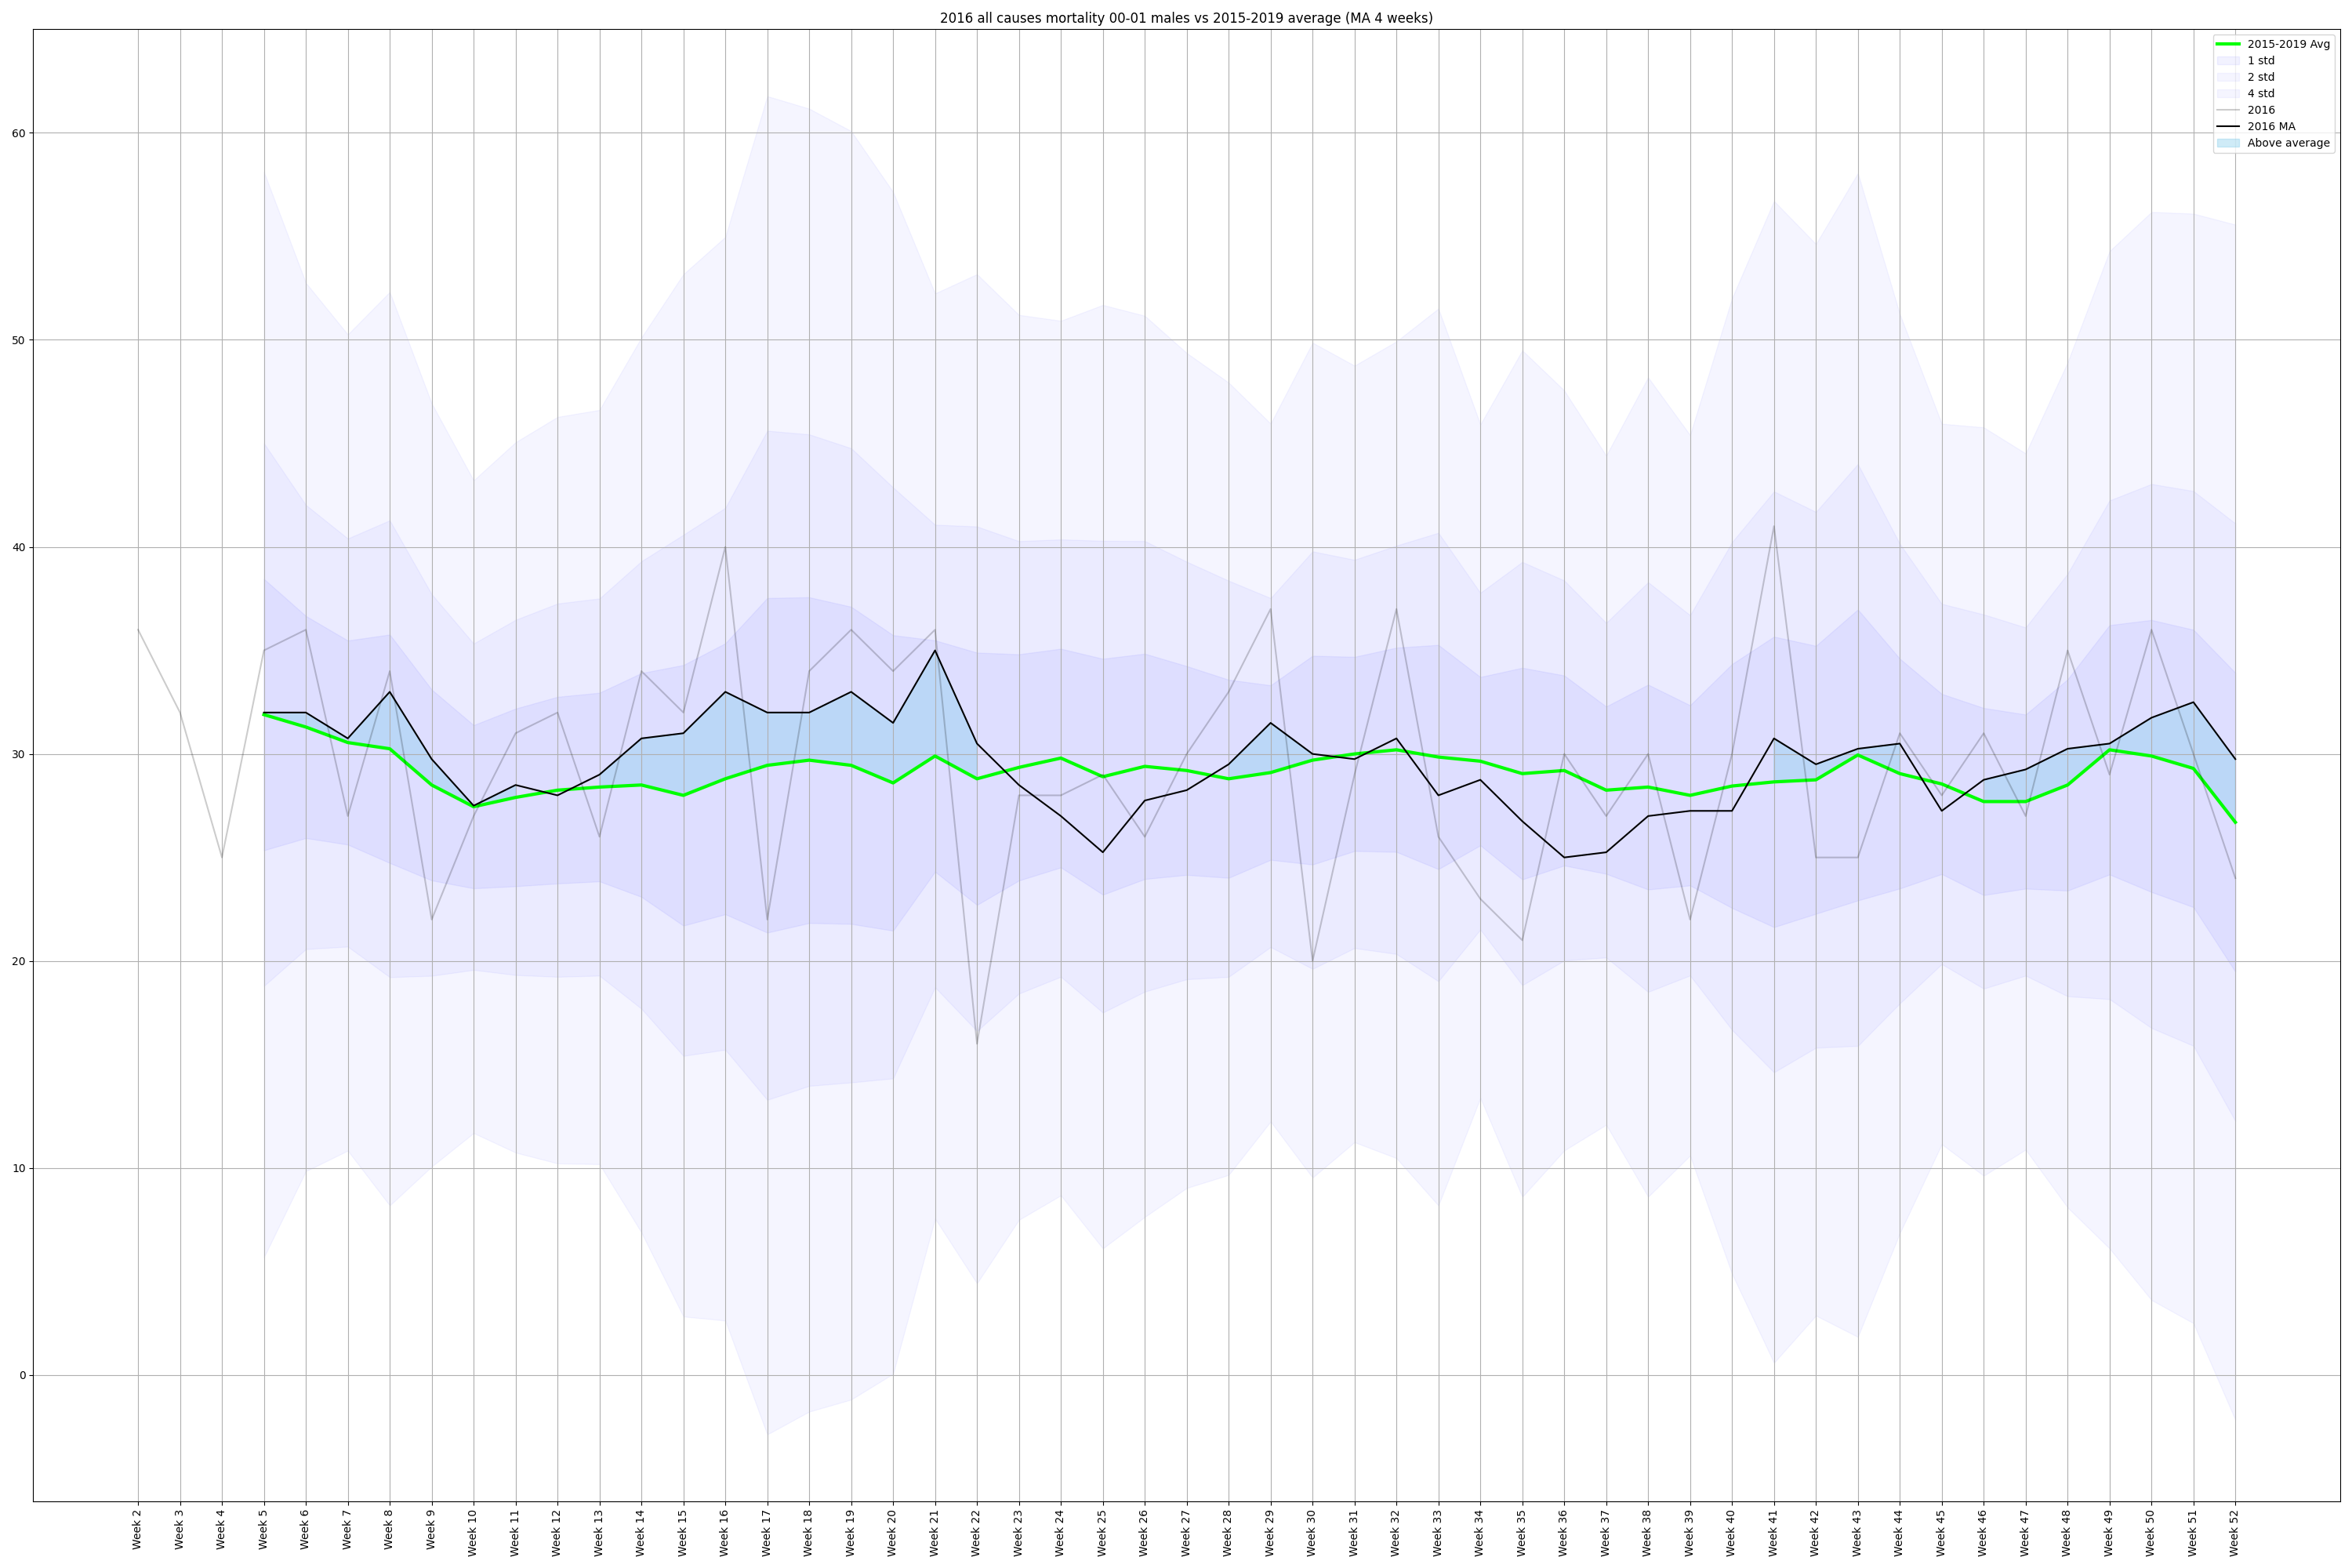 2016 all causes mortality 00-01 males vs 2015-2019 average (MA 4 weeks)
2015-2019 Avg
1 std
2 std
4 std
2016
2016 MA
Above average
60
50
40
30
20
10
0
Week 2
Week 3
Week 4
Week 5
Week 6
Week 7
Week 8
Week 9
Week 10
Week 11
Week 12
Week 13
Week 14
Week 15
Week 16
Week 17
Week 18
Week 19
Week 20
Week 21
Week 22
Week 23
Week 24
Week 25
Week 26
Week 27
Week 28
Week 29
Week 30
Week 31
Week 32
Week 33
Week 34
Week 35
Week 36
Week 37
Week 38
Week 39
Week 40
Week 41
Week 42
Week 43
Week 44
Week 45
Week 46
Week 47
Week 48
Week 49
Week 50
Week 51
Week 52